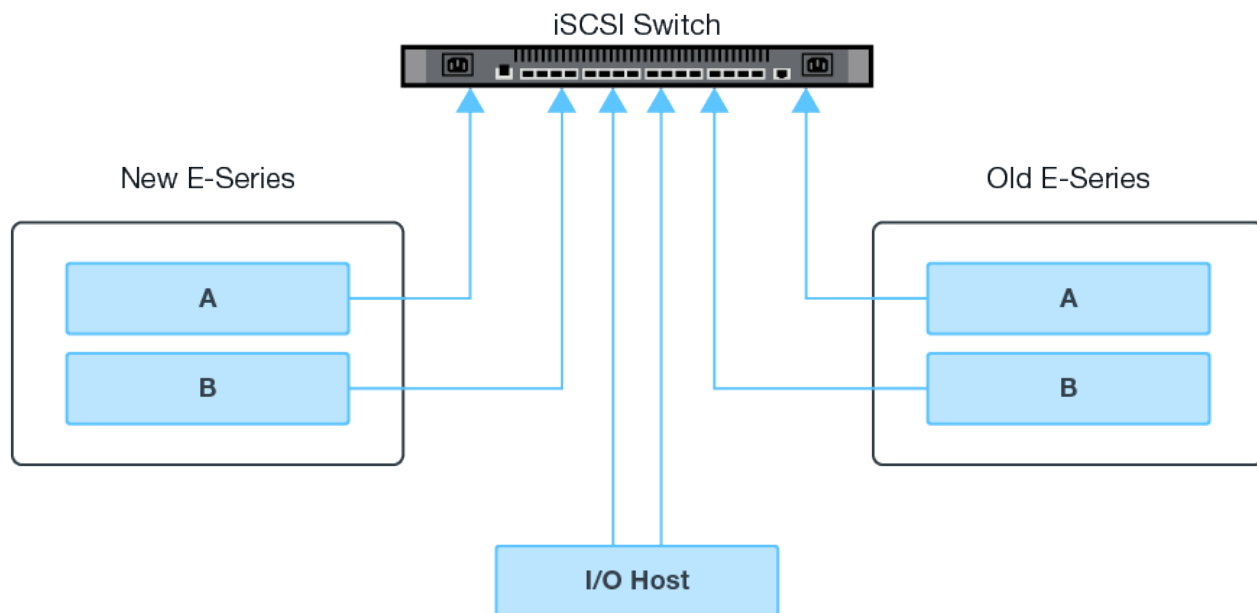 iSCSI Switch
New E-Series
Old E-Series
A
A
B
B
I/O Host